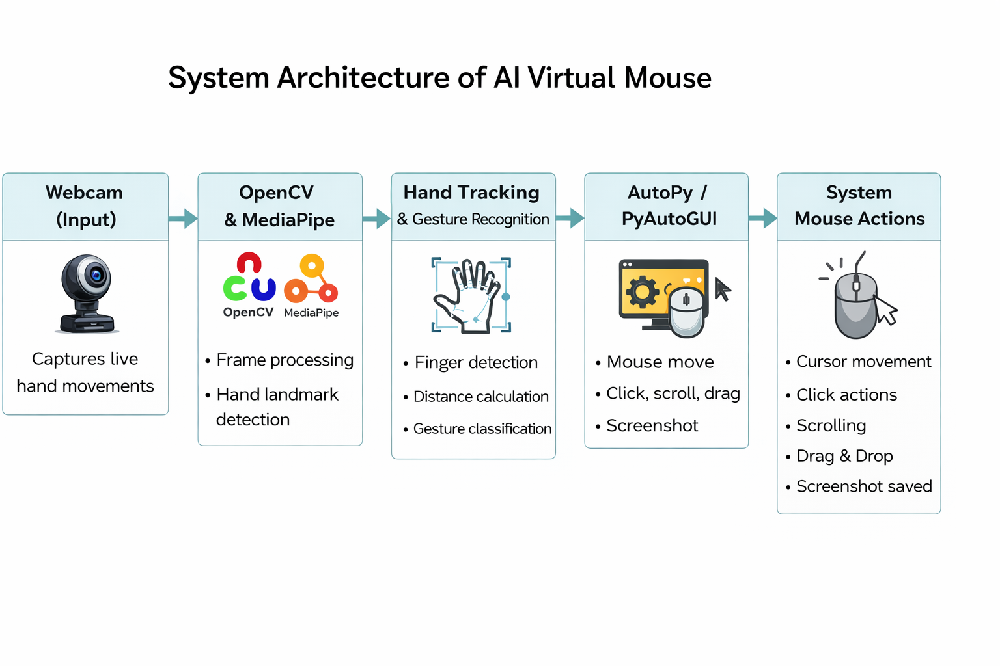 System Architecture of AI Virtual Mouse
Webcam
(Input)
Captures live
hand movements
OpenCV
& MediaPipe
OpenCV
MediaPipe
• Frame processing
• Hand landmark
detection
Hand Tracking
& Gesture Recognition
• Finger detection
• Distance calculation
• Gesture classification
AutoPy /
PyAutoGUI
• Mouse move
• Click, scroll, drag
• Screenshot
System
Mouse Actions
• Cursor movement
• Click actions
• Scrolling
• Drag & Drop
• Screenshot saved